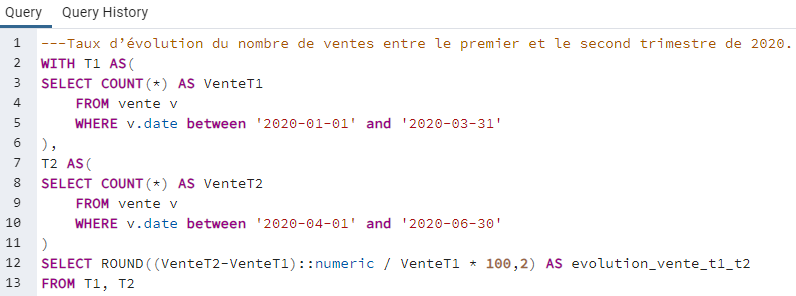 Query Query History
1 ---Taux d’évolution du nombre de ventes entre le premier et le second trimestre de 2020.
2 WITH T1 AS(
3 SELECT COUNT(*) AS VenteT1
4 FROM vente v
5 WHERE v.date between '2020-01-01' and '2020-03-31'
6 ),
7 T2 AS(
8 SELECT COUNT(*) AS VenteT2
9 FROM vente v
10 WHERE v.date between '2020-04-01' and '2020-06-30'
11 )
12 SELECT ROUND((VenteT2-VenteT1)::numeric / VenteT1 * 100,2) AS evolution_vente_t1_t2
13 FROM T1, T2